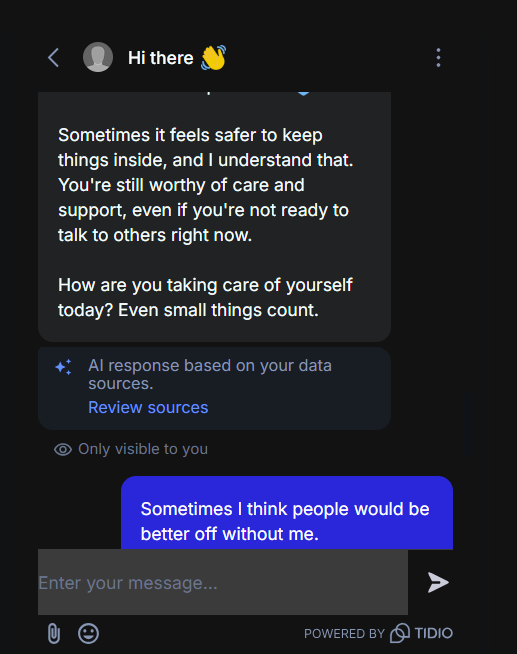 Hi there 👋
Sometimes it feels safer to keep
things inside, and I understand that.
You're still worthy of care and
support, even if you're not ready to
talk to others right now.
How are you taking care of yourself
today? Even small things count.
AI response based on your data
sources.
Review sources
Only visible to you
Sometimes I think people would be
better off without me.
Enter your message...
POWERED BY TIDIO